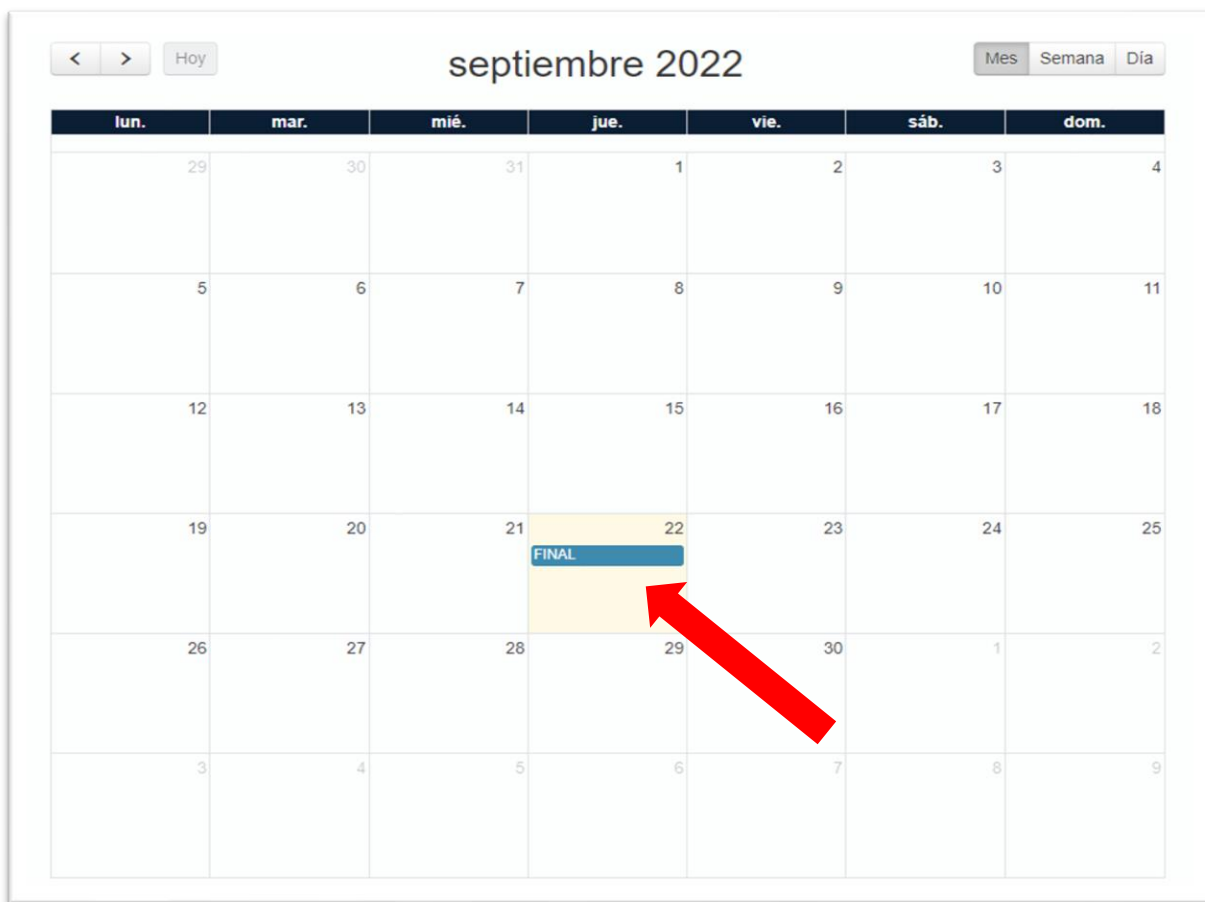 < > Hoy septiembre 2022 Mes Semana Día
lun. mar. mié. jue. vie. sáb. dom.
29 30 31 1 2 3 4
5 6 7 8 9 10 11
12 13 14 15 16 17 18
19 20 21 22 23 24 25
FINAL
26 27 28 29 30 1 2
3 4 5 6 7 8 9